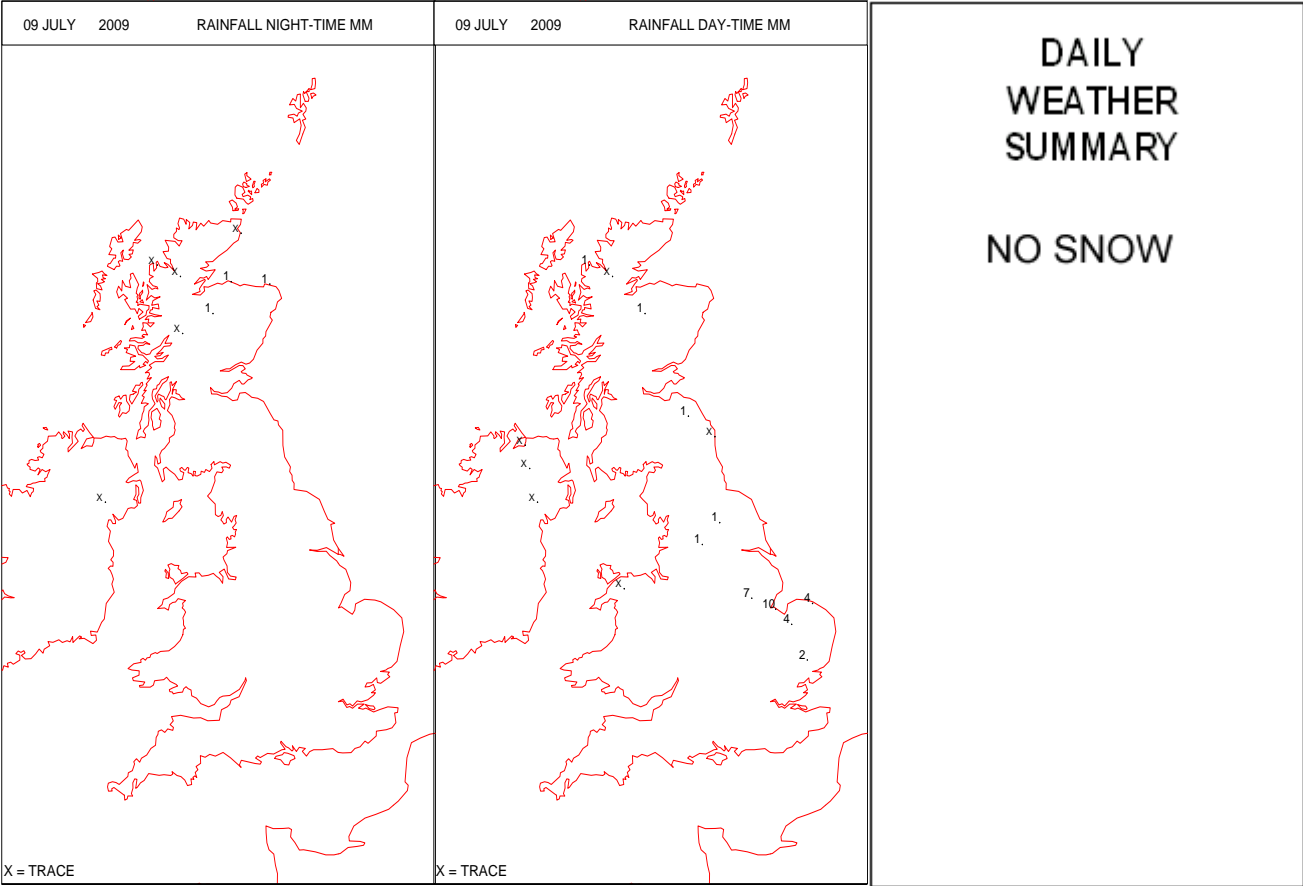 09 JULY 2009 RAINFALL NIGHT-TIME MM
x.
x
x.
1.
1.
1.
x.
x.
X = TRACE
09 JULY 2009 RAINFALL DAY-TIME MM
1
x.
1.
1.
x.
x.
x.
x.
1.
1.
x.
7.
10.
4.
4.
2.
X = TRACE
DAILY
WEATHER
SUMMARY
NO SNOW